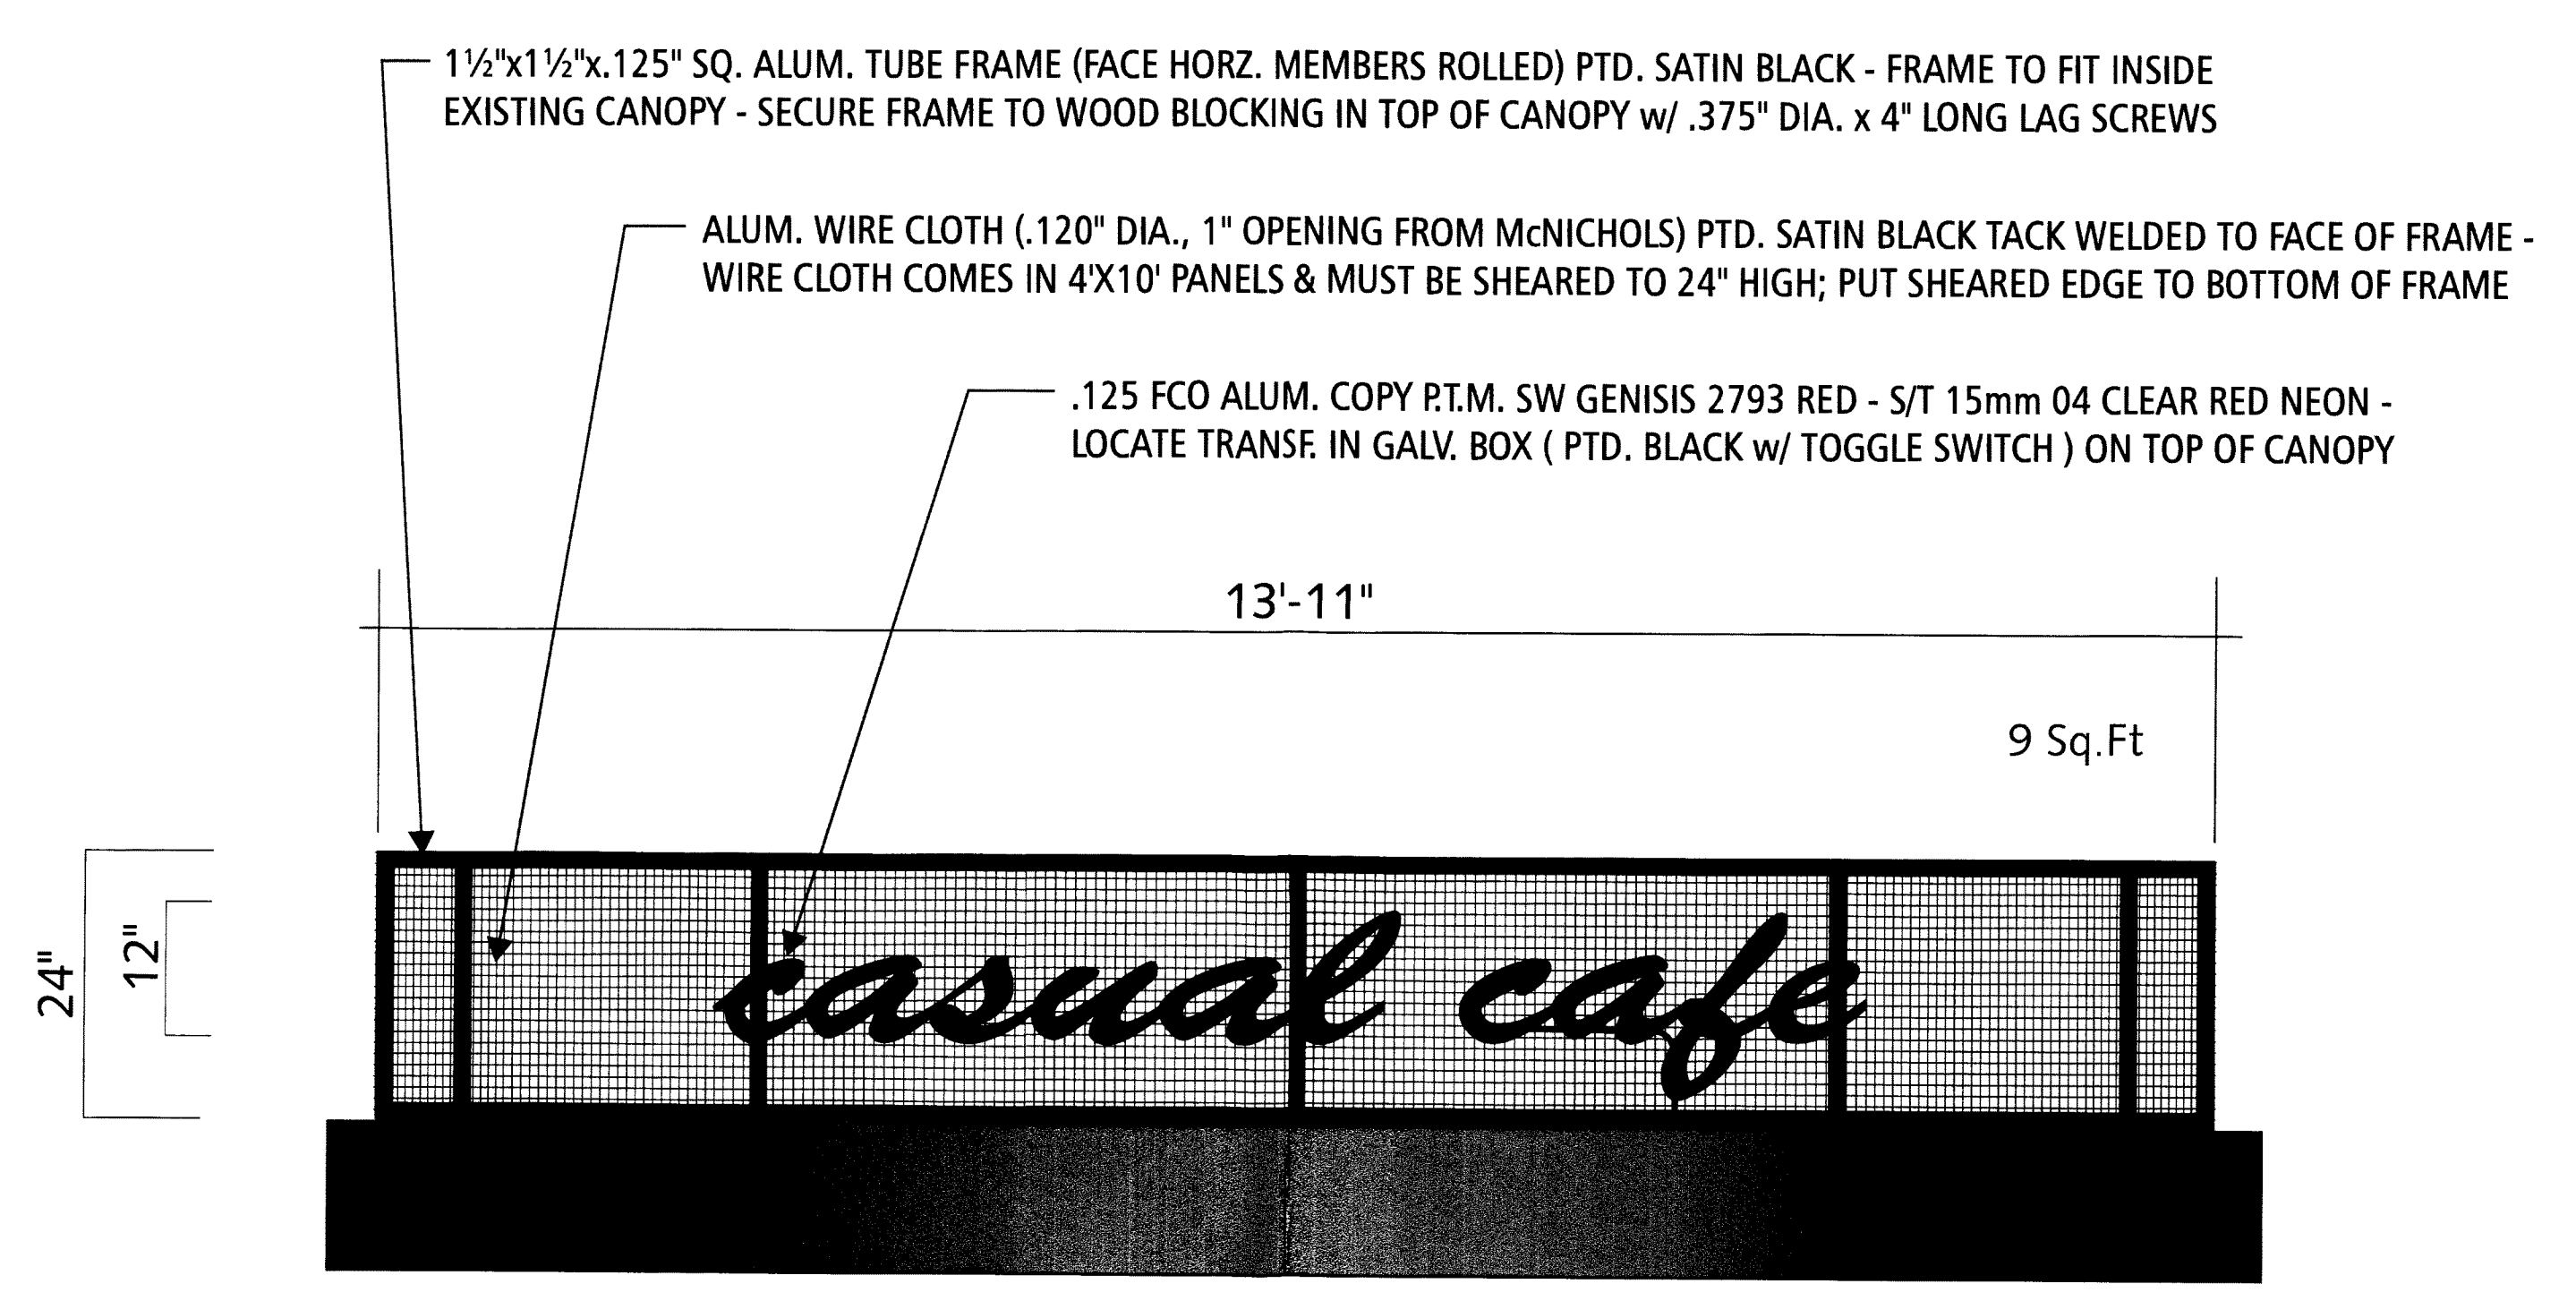 1½"x1½"x.125" SQ. ALUM. TUBE FRAME (FACE HORZ. MEMBERS ROLLED) PTD. SATIN BLACK - FRAME TO FIT INSIDE
EXISTING CANOPY - SECURE FRAME TO WOOD BLOCKING IN TOP OF CANOPY w/ .375" DIA. x 4" LONG LAG SCREWS
ALUM. WIRE CLOTH (.120" DIA., 1" OPENING FROM McNICHOLS) PTD. SATIN BLACK TACK WELDED TO FACE OF FRAME -
WIRE CLOTH COMES IN 4'X10' PANELS & MUST BE SHEARED TO 24" HIGH; PUT SHEARED EDGE TO BOTTOM OF FRAME
.125 FCO ALUM. COPY P.T.M. SW GENISIS 2793 RED - S/T 15mm 04 CLEAR RED NEON -
LOCATE TRANSF. IN GALV. BOX ( PTD. BLACK w/ TOGGLE SWITCH ) ON TOP OF CANOPY
13'-11"
9 Sq.Ft
24"
12"
casual cafe